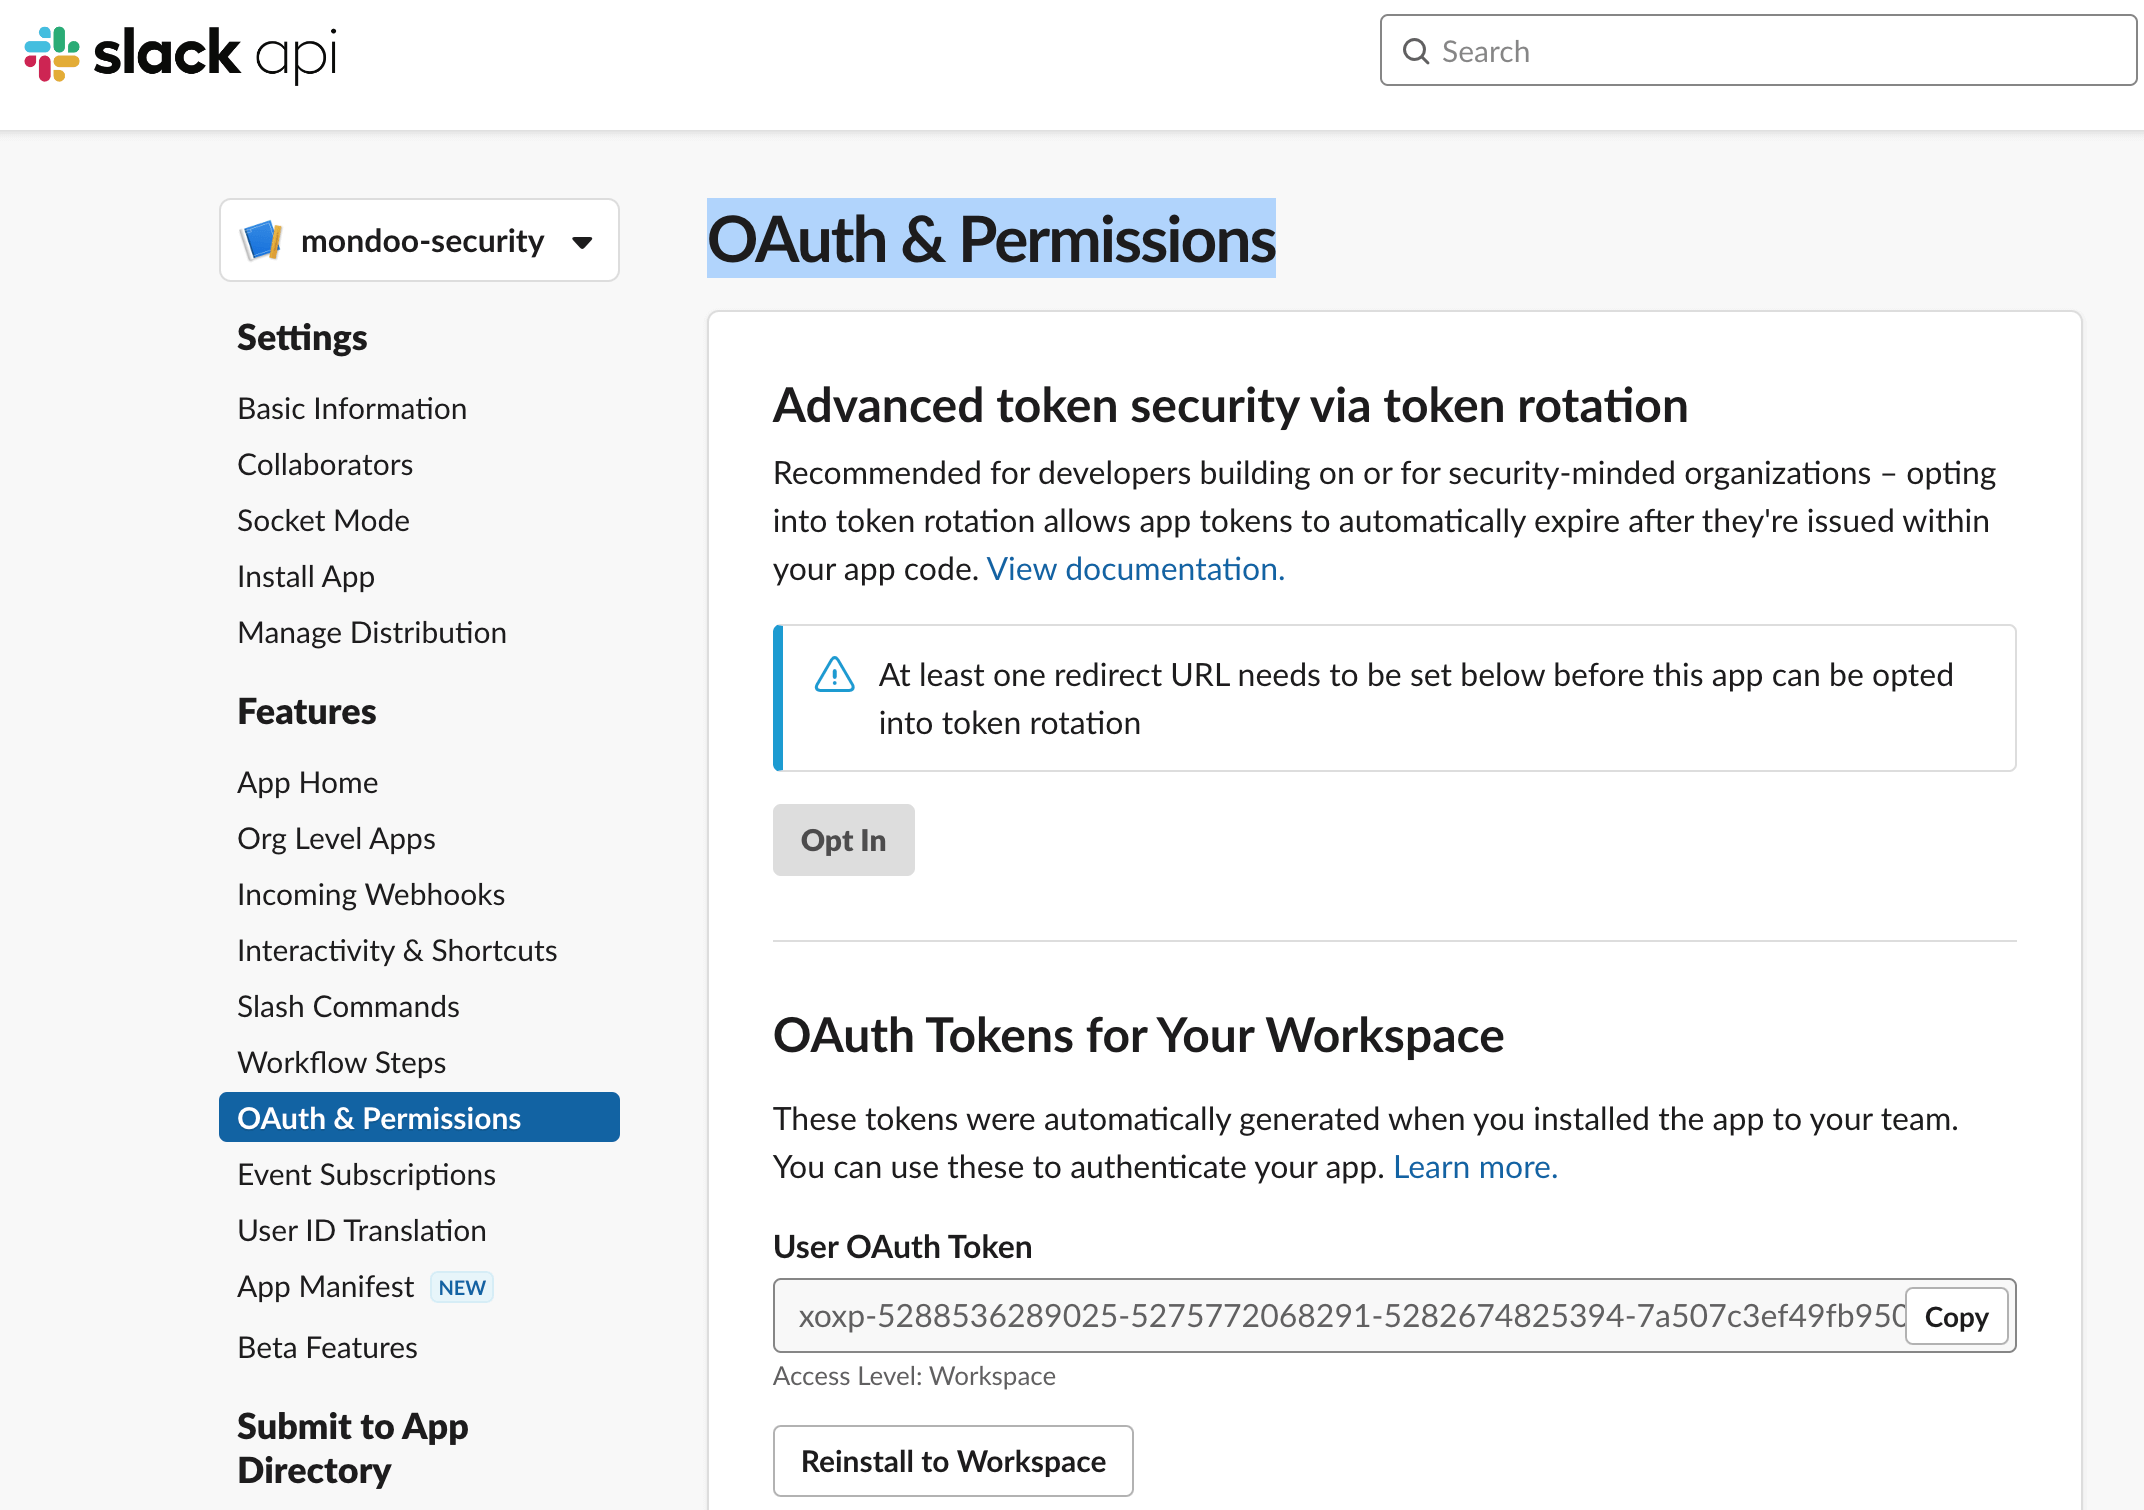 slack api
Search
mondoo-security
Settings
Basic Information
Collaborators
Socket Mode
Install App
Manage Distribution
Features
App Home
Org Level Apps
Incoming Webhooks
Interactivity & Shortcuts
Slash Commands
Workflow Steps
OAuth & Permissions
Event Subscriptions
User ID Translation
App Manifest NEW
Beta Features
Submit to App
Directory
OAuth & Permissions
Advanced token security via token rotation
Recommended for developers building on or for security-minded organizations – opting
into token rotation allows app tokens to automatically expire after they're issued within
your app code. View documentation.
At least one redirect URL needs to be set below before this app can be opted
into token rotation
Opt In
OAuth Tokens for Your Workspace
These tokens were automatically generated when you installed the app to your team.
You can use these to authenticate your app. Learn more.
User OAuth Token
xoxp-5288536289025-5275772068291-5282674825394-7a507c3ef49fb950
Copy
Access Level: Workspace
Reinstall to Workspace